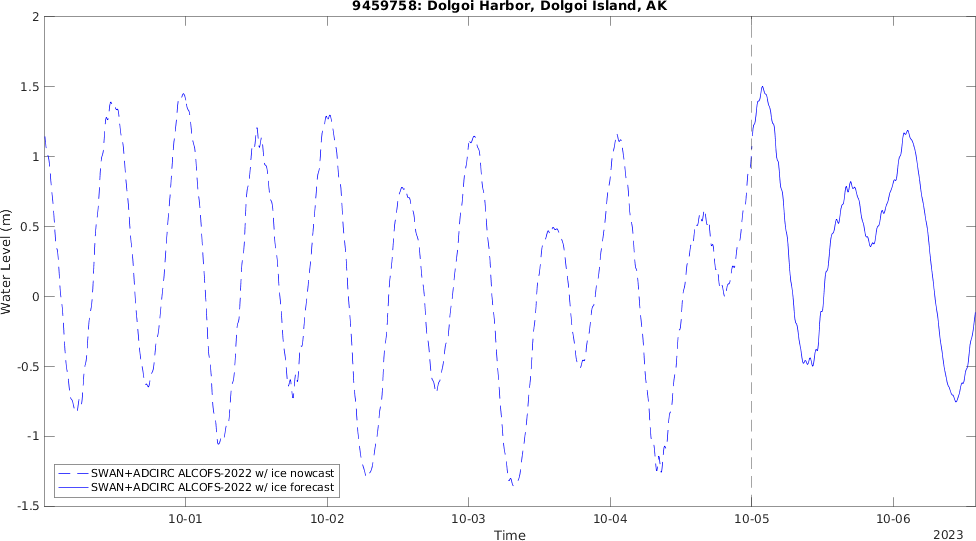 9459758: Dolgoi Harbor, Dolgoi Island, AK
2
1.5
1
0.5
0
-0.5
-1
-1.5
Water Level (m)
SWAN+ADCIRC ALCOFS-2022 w/ ice nowcast
SWAN+ADCIRC ALCOFS-2022 w/ ice forecast
10-01 10-02 10-03 10-04 10-05 10-06
Time
2023